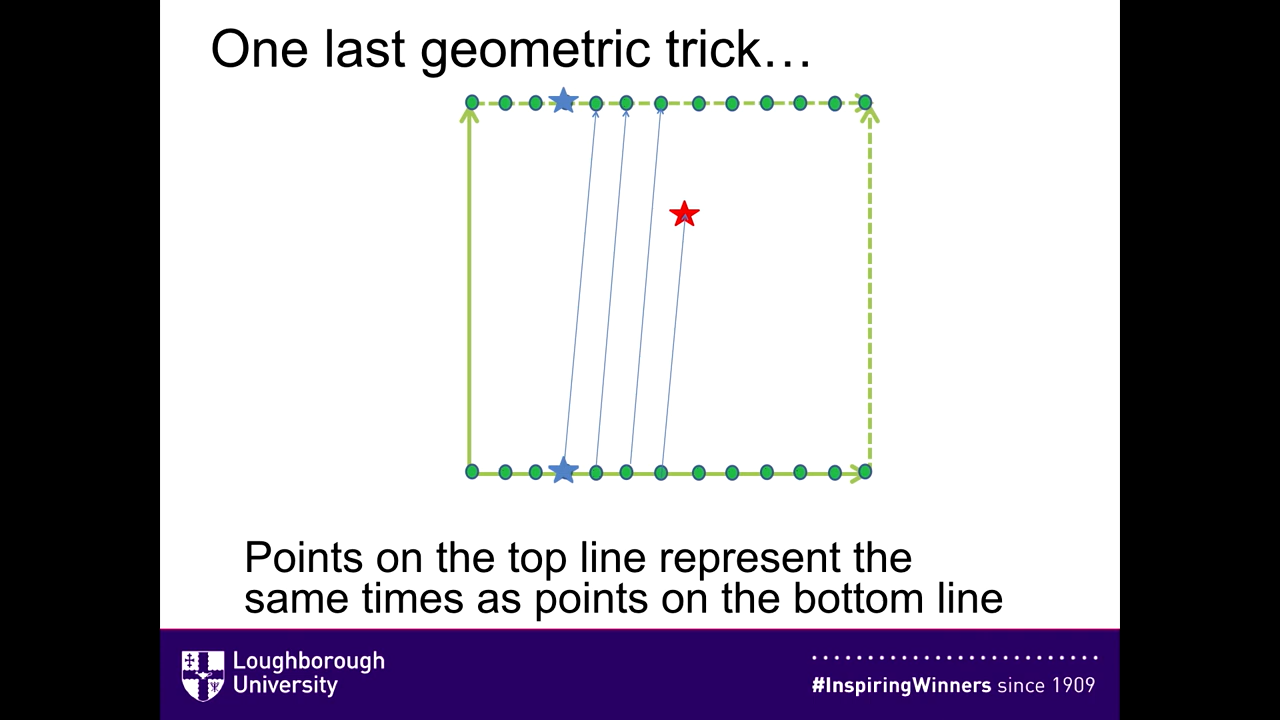 One last geometric trick…
Points on the top line represent the
same times as points on the bottom line
Loughborough
University
#InspiringWinners since 1909